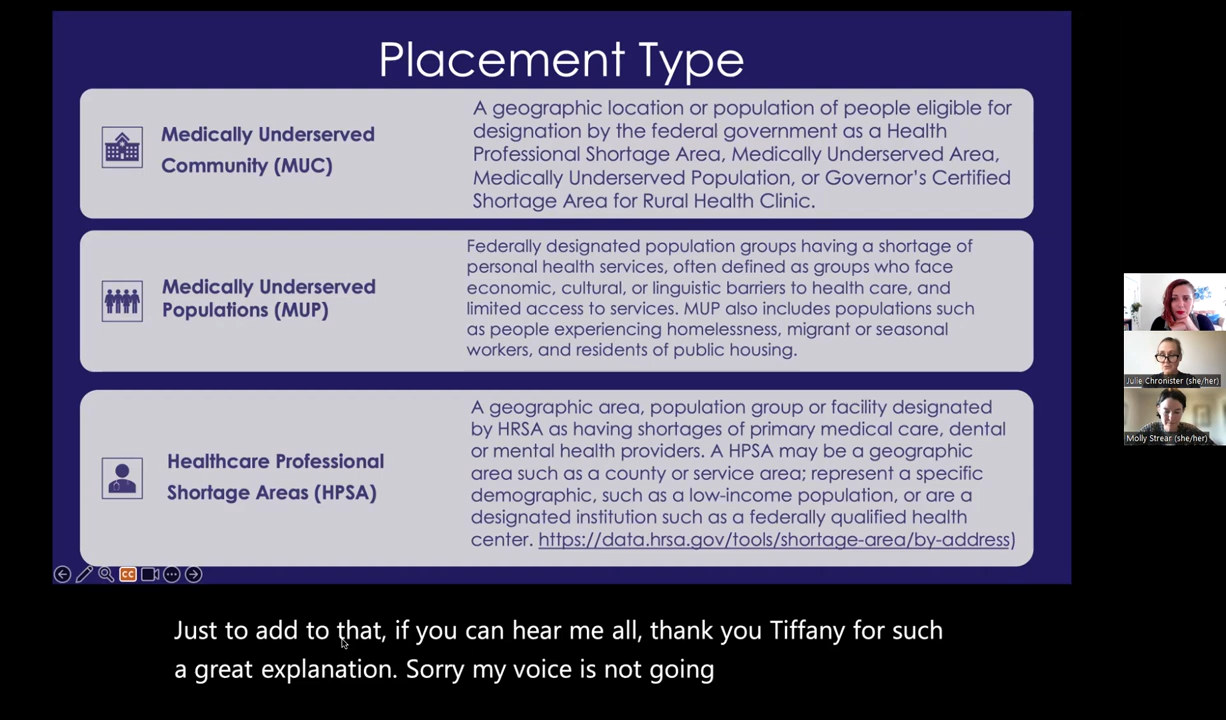 Placement Type
Medically Underserved
Community (MUC)
A geographic location or population of people eligible for
designation by the federal government as a Health
Professional Shortage Area, Medically Underserved Area,
Medically Underserved Population, or Governor's Certified
Shortage Area for Rural Health Clinic.
Medically Underserved
Populations (MUP)
Federally designated population groups having a shortage of
personal health services, often defined as groups who face
economic, cultural, or linguistic barriers to health care, and
limited access to services. MUP also includes populations such
as people experiencing homelessness, migrant or seasonal
workers, and residents of public housing.
Healthcare Professional
Shortage Areas (HPSA)
A geographic area, population group or facility designated
by HRSA as having shortages of primary medical care, dental
or mental health providers. A HPSA may be a geographic
area such as a county or service area; represent a specific
demographic, such as a low-income population, or are a
designated institution such as a federally qualified health
center. https://data.hrsa.gov/tools/shortage-area/by-address)
CC
Julie Chronister (she/her)
Molly Strear (she/her)
Just to add to that, if you can hear me all, thank you Tiffany for such
a great explanation. Sorry my voice is not going